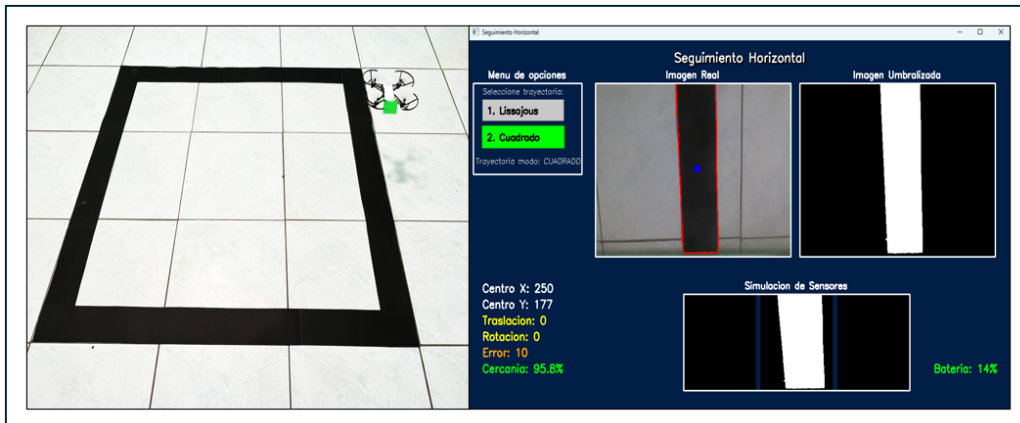 Seguimiento Horizontal
Seguimiento Horizontal
Menu de opciones
Imagen Real
Imagen Umbralizada
Seleccione trayectoria:
1. Lissajous
2. Cuadrado
Trayectoria modo: CUADRADO
Centro X: 250
Centro Y: 177
Traslacion: 0
Rotacion: 0
Error: 10
Cercania: 95.8%
Simulacion de Sensores
Bateria: 14%